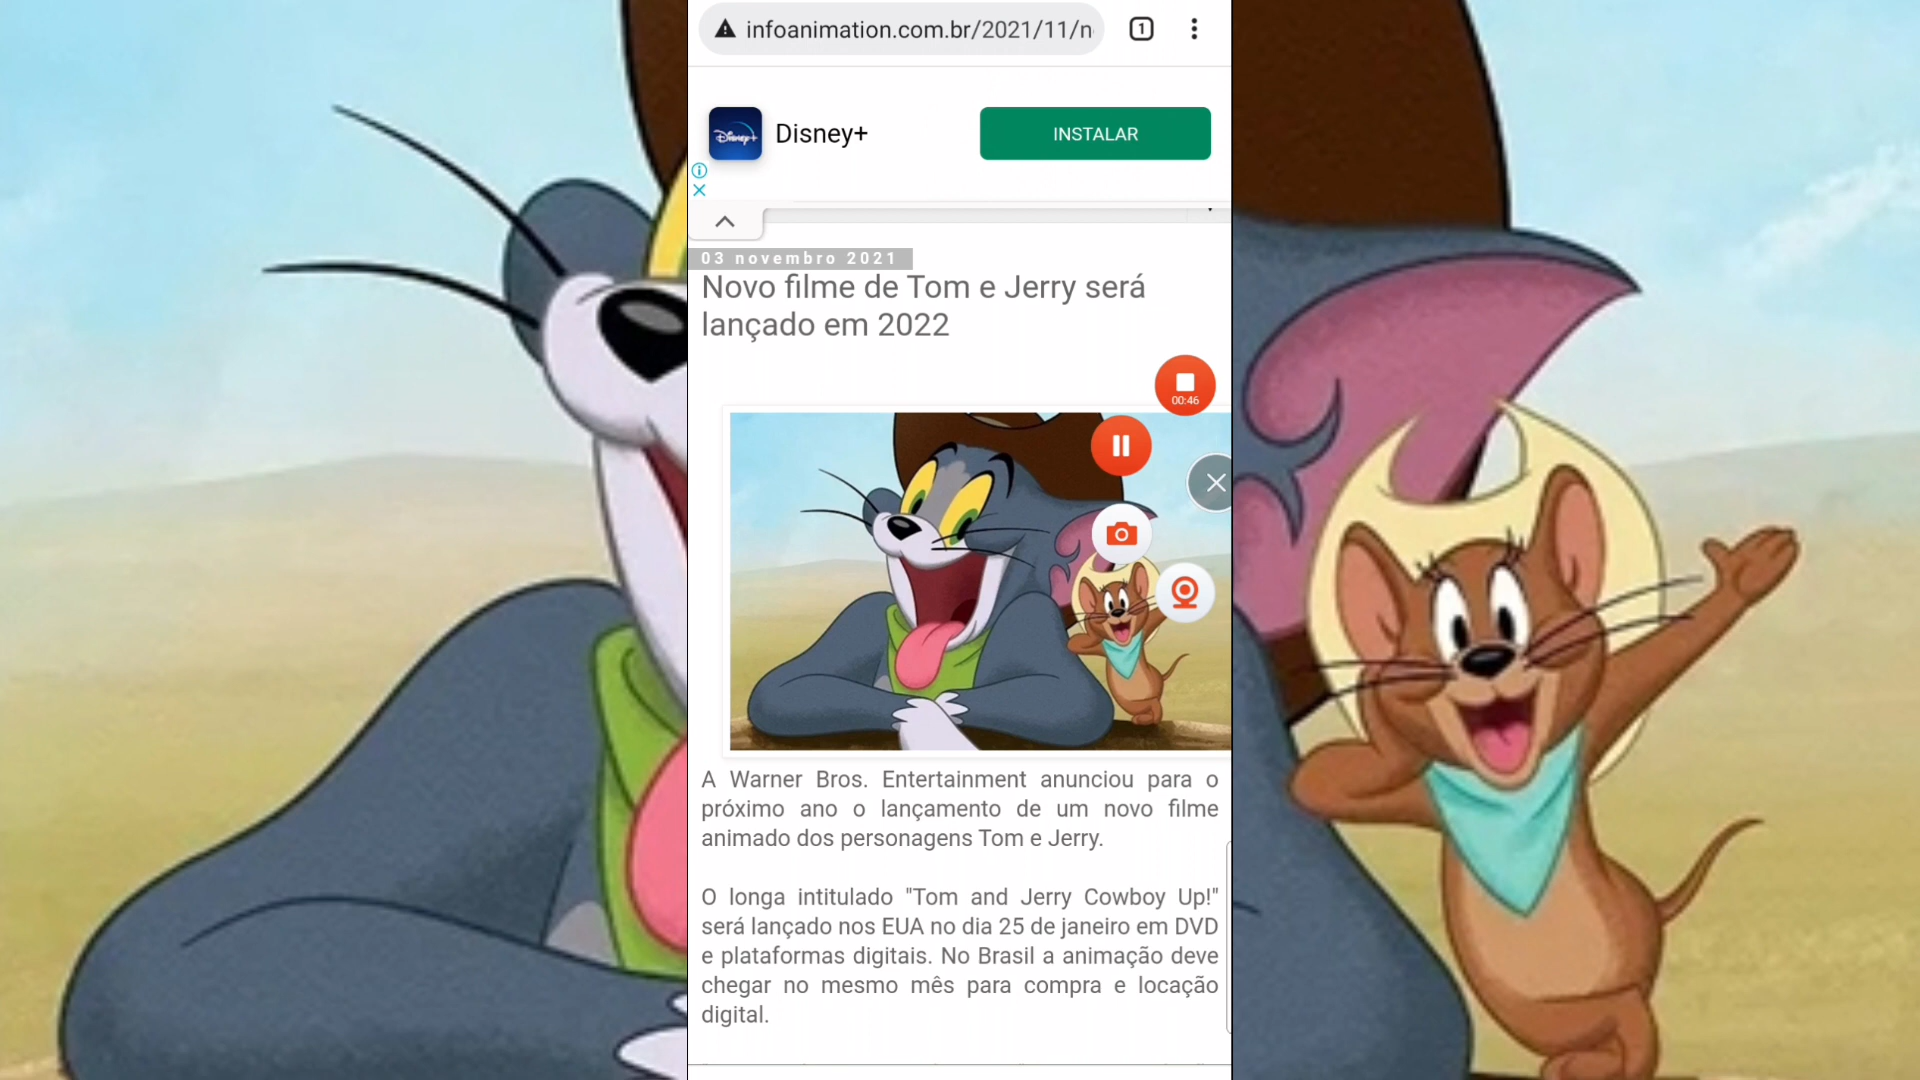 infoanimation.com.br/2021/11/n
1
Disney+
Disney+
INSTALAR
03 novembro 2021
Novo filme de Tom e Jerry será
lançado em 2022
00:46
A Warner Bros. Entertainment anunciou para o
próximo ano o lançamento de um novo filme
animado dos personagens Tom e Jerry.
O longa intitulado "Tom and Jerry Cowboy Up!"
será lançado nos EUA no dia 25 de janeiro em DVD
e plataformas digitais. No Brasil a animação deve
chegar no mesmo mês para compra e locação
digital.